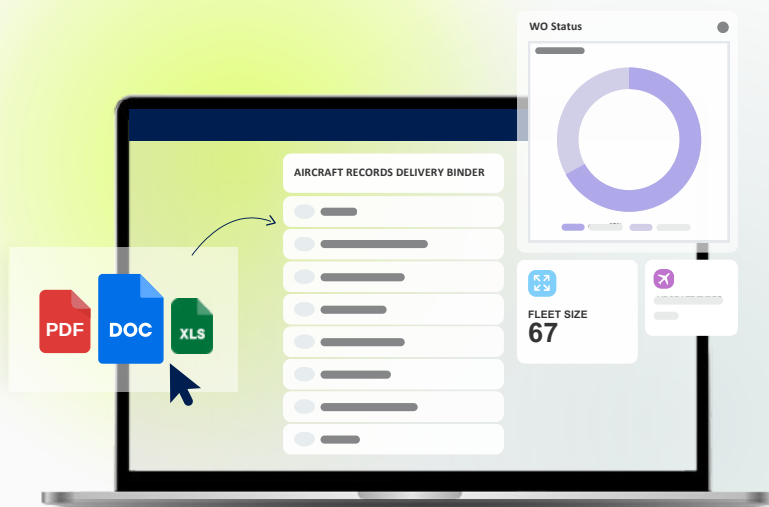 WO Status
AIRCRAFT RECORDS DELIVERY BINDER
PDF
DOC
XLS
FLEET SIZE
67